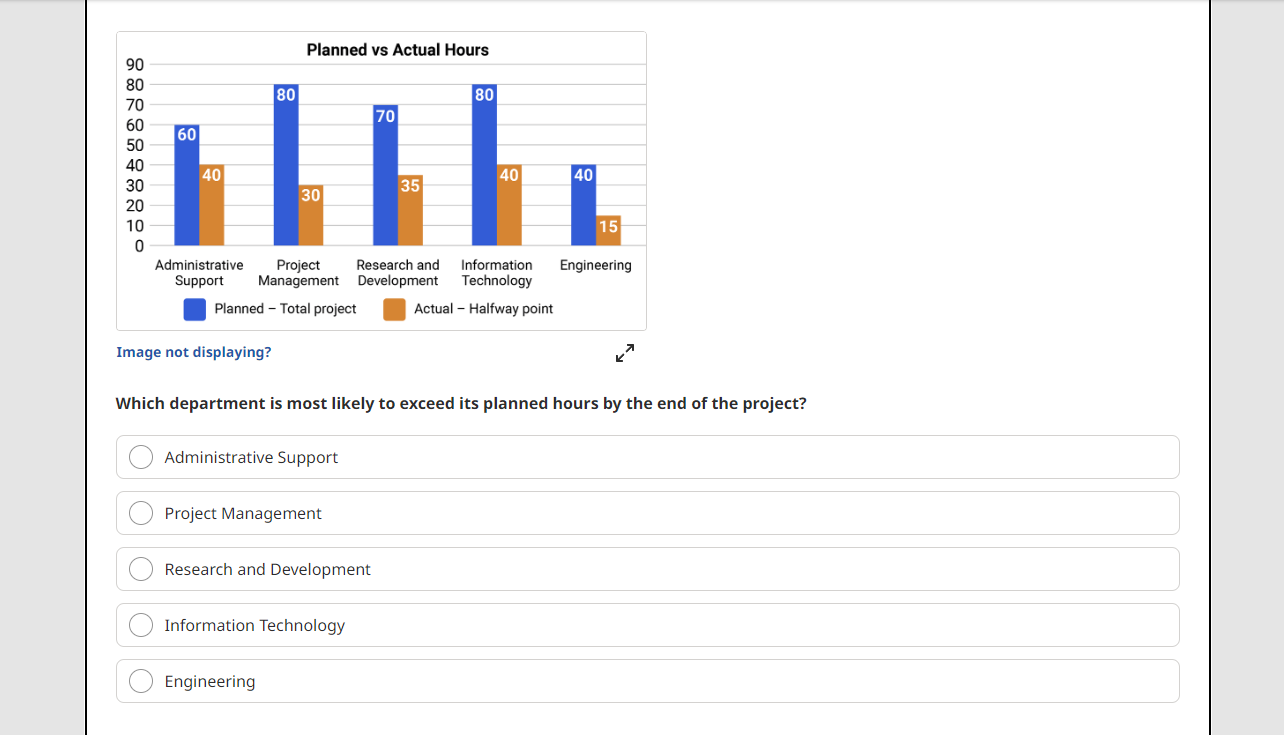 Planned vs Actual Hours
90
80
70
60
50
40
30
20
10
0
60
40
80
30
70
35
80
40
40
15
Administrative Support
Project Management
Research and Development
Information Technology
Engineering
Planned – Total project
Actual – Halfway point
Image not displaying?
Which department is most likely to exceed its planned hours by the end of the project?
Administrative Support
Project Management
Research and Development
Information Technology
Engineering